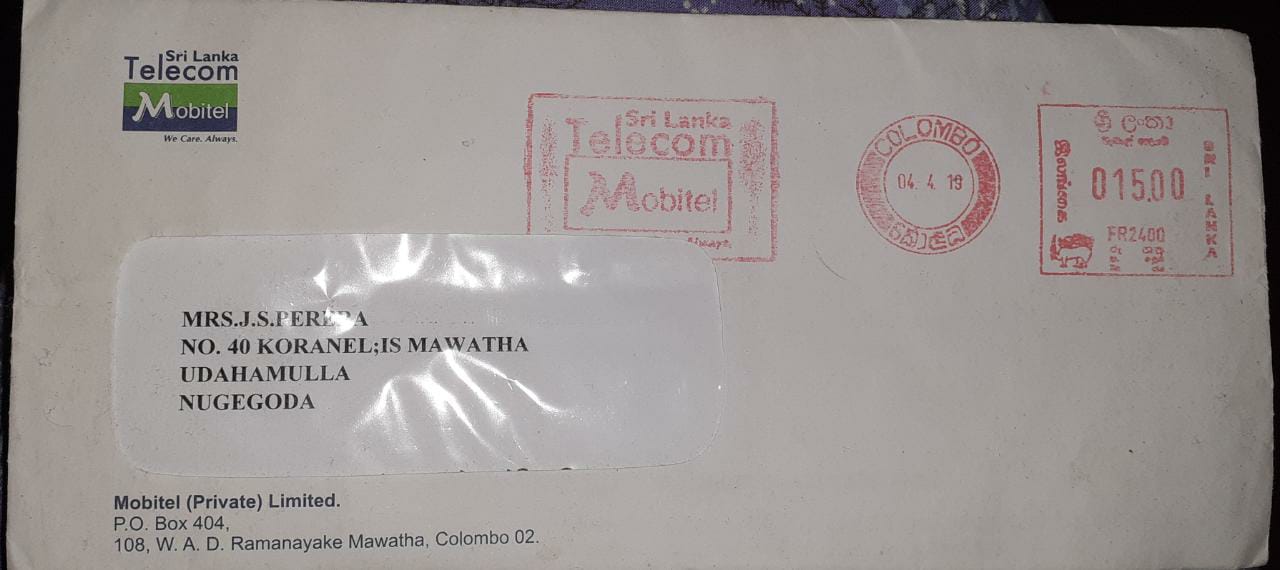 Sri Lanka
Telecom
Mobitel
We Care. Always.
Sri Lanka
Telecom
Mobitel
Always.
COLOMBO
04. 4. 19
කොළඹ
ශ්‍රී ලංකා
இலங்கை
015.00
SRI LANKA
FR2400
MRS.J.S.PERERA
NO. 40 KORANEL;IS MAWATHA
UDAHAMULLA
NUGEGODA
Mobitel (Private) Limited.
P.O. Box 404,
108, W. A. D. Ramanayake Mawatha, Colombo 02.